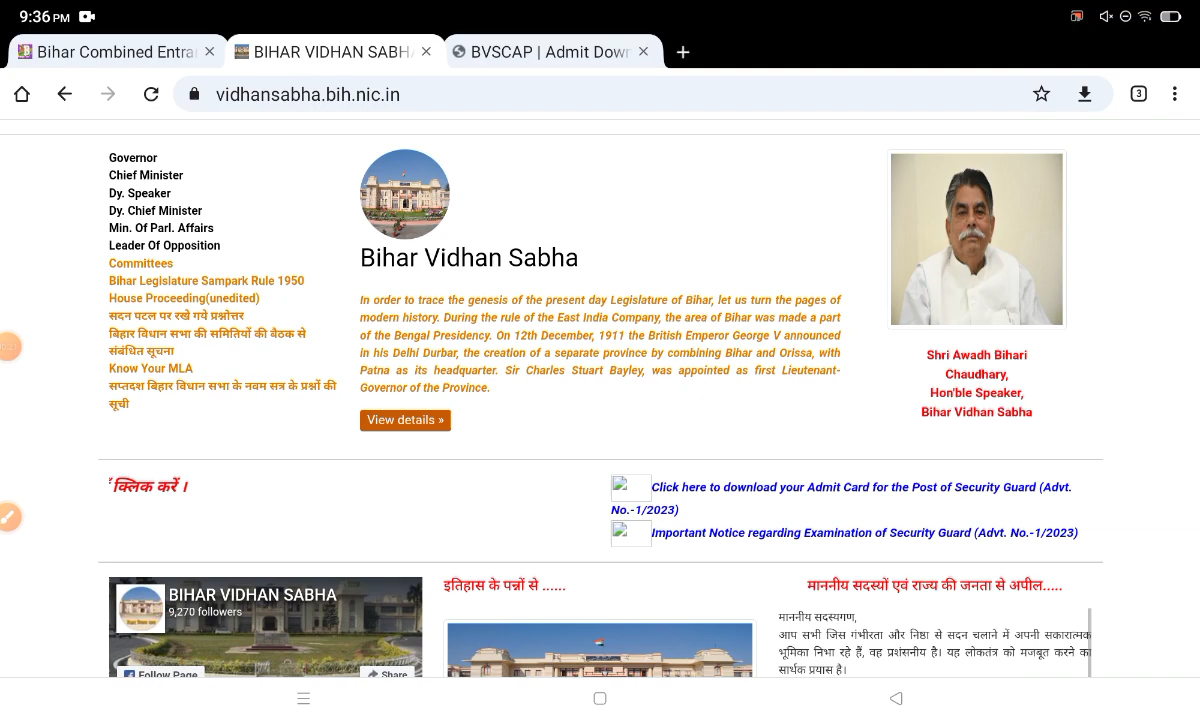 9:36 PM
Bihar Combined Entra
BIHAR VIDHAN SABHA
BVSCAP | Admit Down
vidhansabha.bih.nic.in
3
Governor
Chief Minister
Dy. Speaker
Dy. Chief Minister
Min. Of Parl. Affairs
Leader Of Opposition
Committees
Bihar Legislature Sampark Rule 1950
House Proceeding(unedited)
सदन पटल पर रखे गये प्रश्नोत्तर
बिहार विधान सभा की समितियों की बैठक से
संबंधित सूचना
Know Your MLA
सप्तदश बिहार विधान सभा के नवम सत्र के प्रश्नों की
सूची
Bihar Vidhan Sabha
In order to trace the genesis of the present day Legislature of Bihar, let us turn the pages of
modern history. During the rule of the East India Company, the area of Bihar was made a part
of the Bengal Presidency. On 12th December, 1911 the British Emperor George V announced
in his Delhi Durbar, the creation of a separate province by combining Bihar and Orissa, with
Patna as its headquarter. Sir Charles Stuart Bayley, was appointed as first Lieutenant-
Governor of the Province.
View details »
Shri Awadh Bihari
Chaudhary,
Hon'ble Speaker,
Bihar Vidhan Sabha
क्लिक करें ।
Click here to download your Admit Card for the Post of Security Guard (Advt.
No.-1/2023)
Important Notice regarding Examination of Security Guard (Advt. No.-1/2023)
BIHAR VIDHAN SABHA
9,270 followers
Follow Page
Share
इतिहास के पन्नों से ......
माननीय सदस्यों एवं राज्य की जनता से अपील.....
माननीय सदस्यगण,
आप सभी जिस गंभीरता और निष्ठा से सदन चलाने में अपनी सकारात्मक
भूमिका निभा रहे हैं, वह प्रशंसनीय है। यह लोकतंत्र को मजबूत करने का
सार्थक प्रयास है।